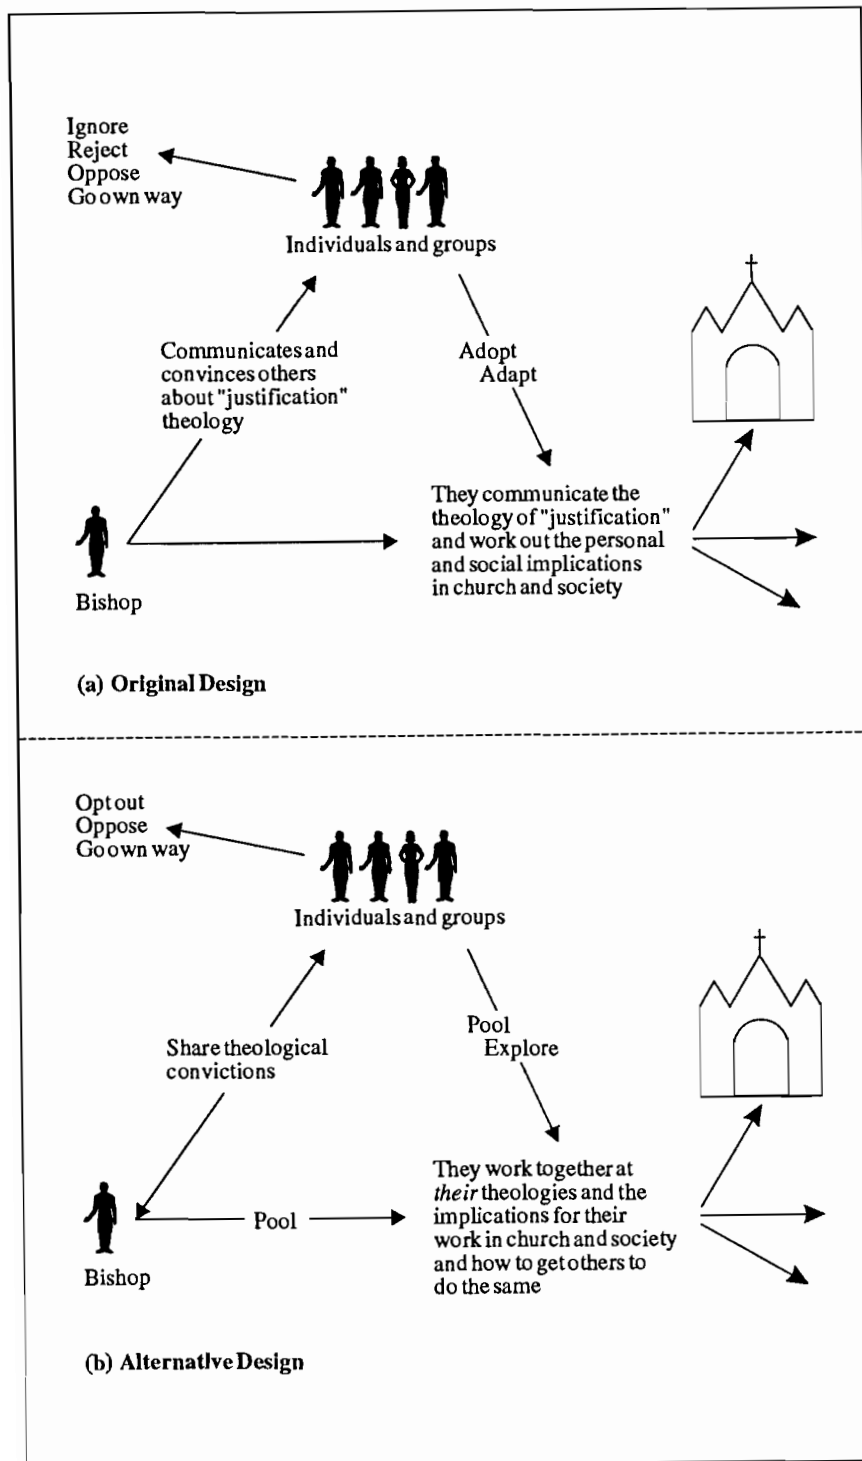 Ignore
Reject
Oppose
Go own way
Individuals and groups
Communicates and
convinces others
about "justification"
theology
Adopt
Adapt
They communicate the
theology of "justification"
and work out the personal
and social implications
in church and society
Bishop
(a) Original Design
Opt out
Oppose
Go own way
Individuals and groups
Share theological
convictions
Pool
Explore
They work together at
their theologies and the
implications for their
work in church and society
and how to get others to
do the same
Pool
Bishop
(b) Alternative Design